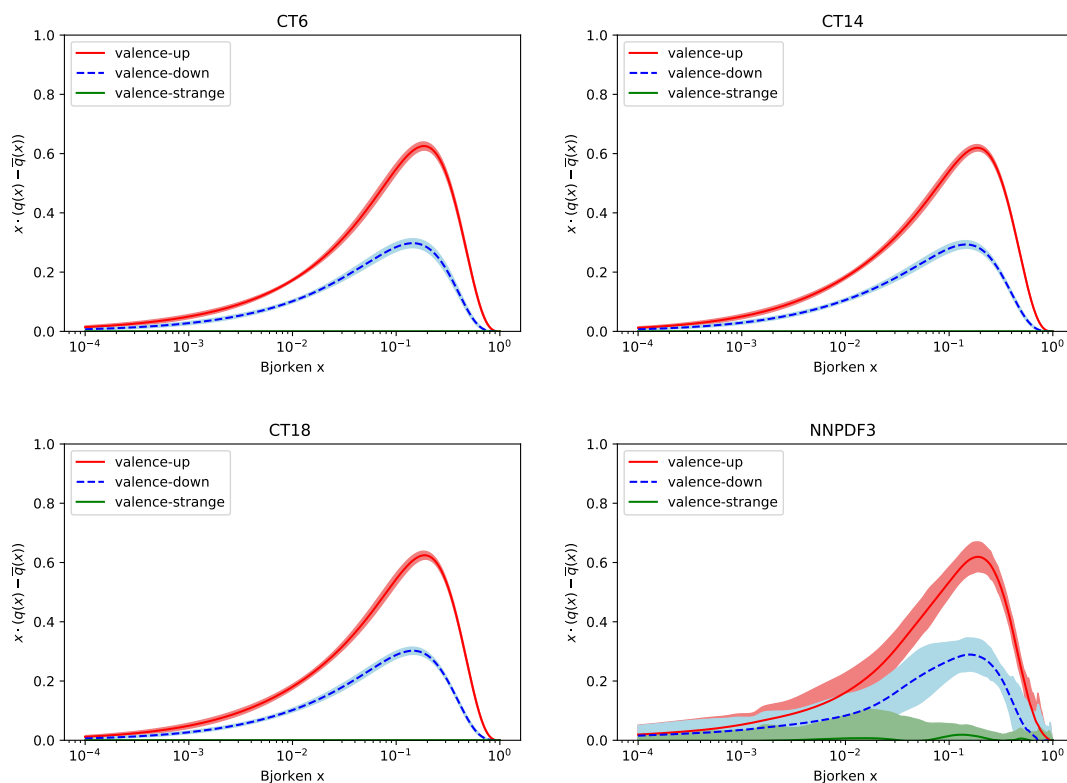 CT6
1.0
0.8
0.6
0.4
0.2
0.0
x · (q(x) − q̅(x))
valence-up
valence-down
valence-strange
10⁻⁴ 10⁻³ 10⁻² 10⁻¹ 10⁰
Bjorken x
CT14
1.0
0.8
0.6
0.4
0.2
0.0
x · (q(x) − q̅(x))
valence-up
valence-down
valence-strange
10⁻⁴ 10⁻³ 10⁻² 10⁻¹ 10⁰
Bjorken x
CT18
1.0
0.8
0.6
0.4
0.2
0.0
x · (q(x) − q̅(x))
valence-up
valence-down
valence-strange
10⁻⁴ 10⁻³ 10⁻² 10⁻¹ 10⁰
Bjorken x
NNPDF3
1.0
0.8
0.6
0.4
0.2
0.0
x · (q(x) − q̅(x))
valence-up
valence-down
valence-strange
10⁻⁴ 10⁻³ 10⁻² 10⁻¹ 10⁰
Bjorken x